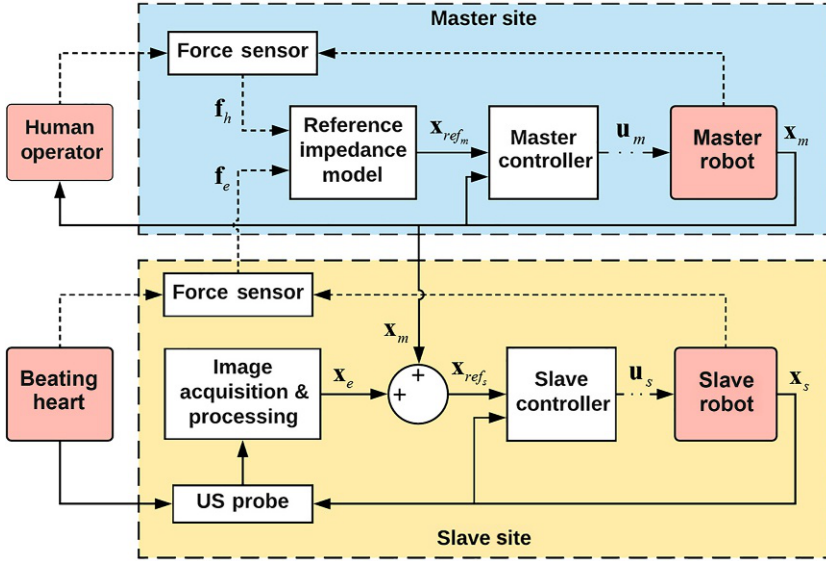 Master site
Force sensor
f_h
Human
operator
Reference
impedance
model
x_ref_m
Master
controller
u_m
Master
robot
x_m
f_e
Force sensor
x_m
Beating
heart
Image
acquisition &
processing
x_e
+
+
x_ref_s
Slave
controller
u_s
Slave
robot
x_s
US probe
Slave site